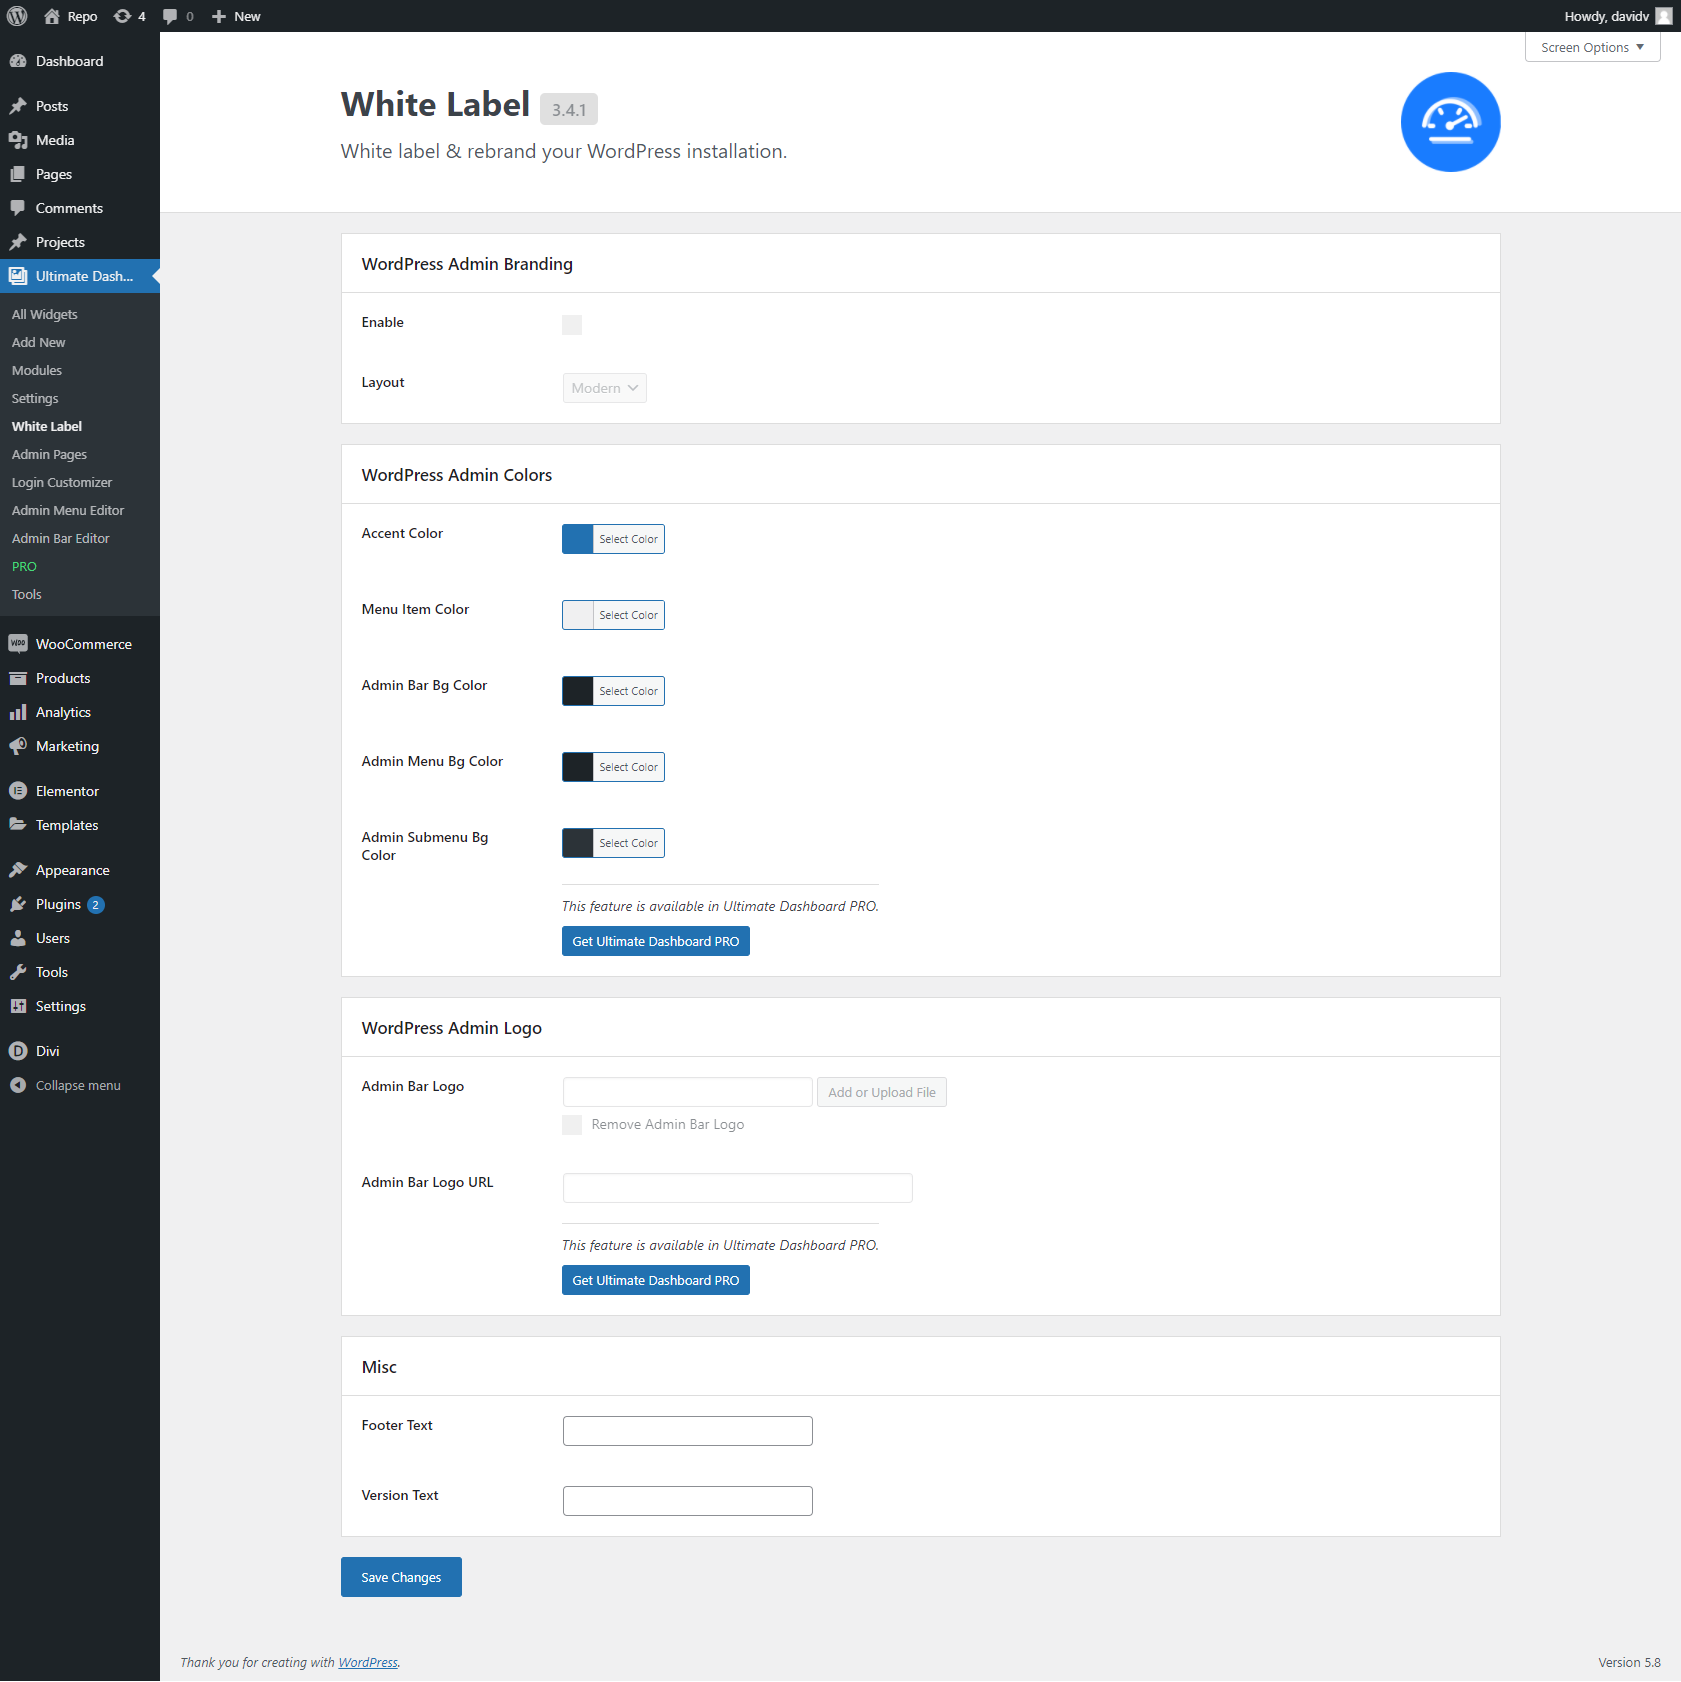 Repo
4
0
New
Howdy, davidv
Screen Options
Dashboard
Posts
Media
Pages
Comments
Projects
Ultimate Dash...
All Widgets
Add New
Modules
Settings
White Label
Admin Pages
Login Customizer
Admin Menu Editor
Admin Bar Editor
PRO
Tools
WooCommerce
Products
Analytics
Marketing
Elementor
Templates
Appearance
Plugins 2
Users
Tools
Settings
Divi
Collapse menu
White Label 3.4.1
White label & rebrand your WordPress installation.
WordPress Admin Branding
Enable
Layout
Modern
WordPress Admin Colors
Accent Color
Select Color
Menu Item Color
Select Color
Admin Bar Bg Color
Select Color
Admin Menu Bg Color
Select Color
Admin Submenu Bg
Color
Select Color
This feature is available in Ultimate Dashboard PRO.
Get Ultimate Dashboard PRO
WordPress Admin Logo
Admin Bar Logo
Add or Upload File
Remove Admin Bar Logo
Admin Bar Logo URL
This feature is available in Ultimate Dashboard PRO.
Get Ultimate Dashboard PRO
Misc
Footer Text
Version Text
Save Changes
Thank you for creating with WordPress.
Version 5.8